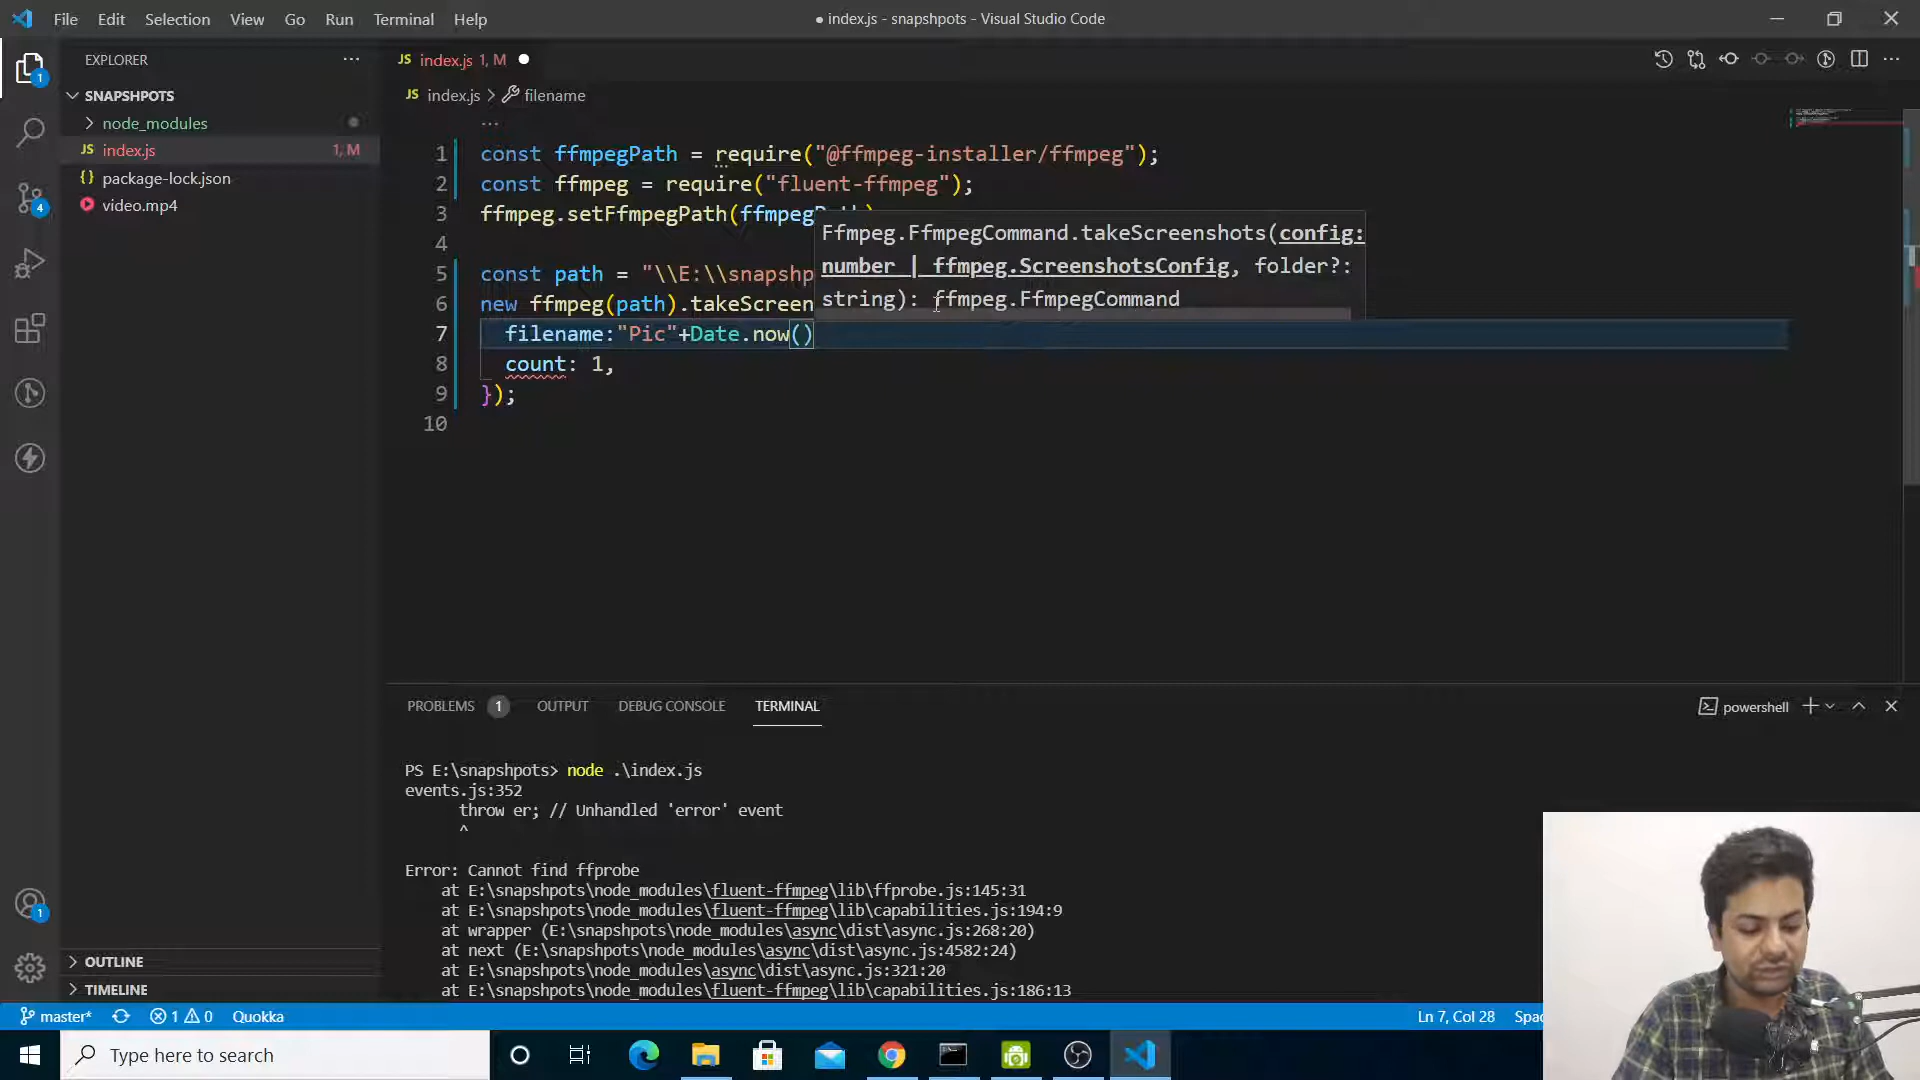 File Edit Selection View Go Run Terminal Help
● index.js - snapshpots - Visual Studio Code
EXPLORER ...
JS index.js 1, M ●
SNAPSHPOTS
JS index.js > filename
node_modules
JS index.js 1, M
{} package-lock.json
video.mp4
1
4
1
...
1 const ffmpegPath = require("@ffmpeg-installer/ffmpeg");
2 const ffmpeg = require("fluent-ffmpeg");
3 ffmpeg.setFfmpegPath(ffmpeg
4
5 const path = "\\E:\\snapshp
6 new ffmpeg(path).takeScreen
7 filename:"Pic"+Date.now()
8 count: 1,
9 });
10
Ffmpeg.FfmpegCommand.takeScreenshots(config:
number | ffmpeg.ScreenshotsConfig, folder?:
string): ffmpeg.FfmpegCommand
PROBLEMS 1 OUTPUT DEBUG CONSOLE TERMINAL
powershell
PS E:\snapshpots> node .\index.js
events.js:352
throw er; // Unhandled 'error' event
^
Error: Cannot find ffprobe
at E:\snapshpots\node_modules\fluent-ffmpeg\lib\ffprobe.js:145:31
at E:\snapshpots\node_modules\fluent-ffmpeg\lib\capabilities.js:194:9
at wrapper (E:\snapshpots\node_modules\async\dist\async.js:268:20)
at next (E:\snapshpots\node_modules\async\dist\async.js:4582:24)
at E:\snapshpots\node_modules\async\dist\async.js:321:20
at E:\snapshpots\node_modules\fluent-ffmpeg\lib\capabilities.js:186:13
OUTLINE
TIMELINE
master* 1 0 Quokka
Ln 7, Col 28 Spac
Type here to search